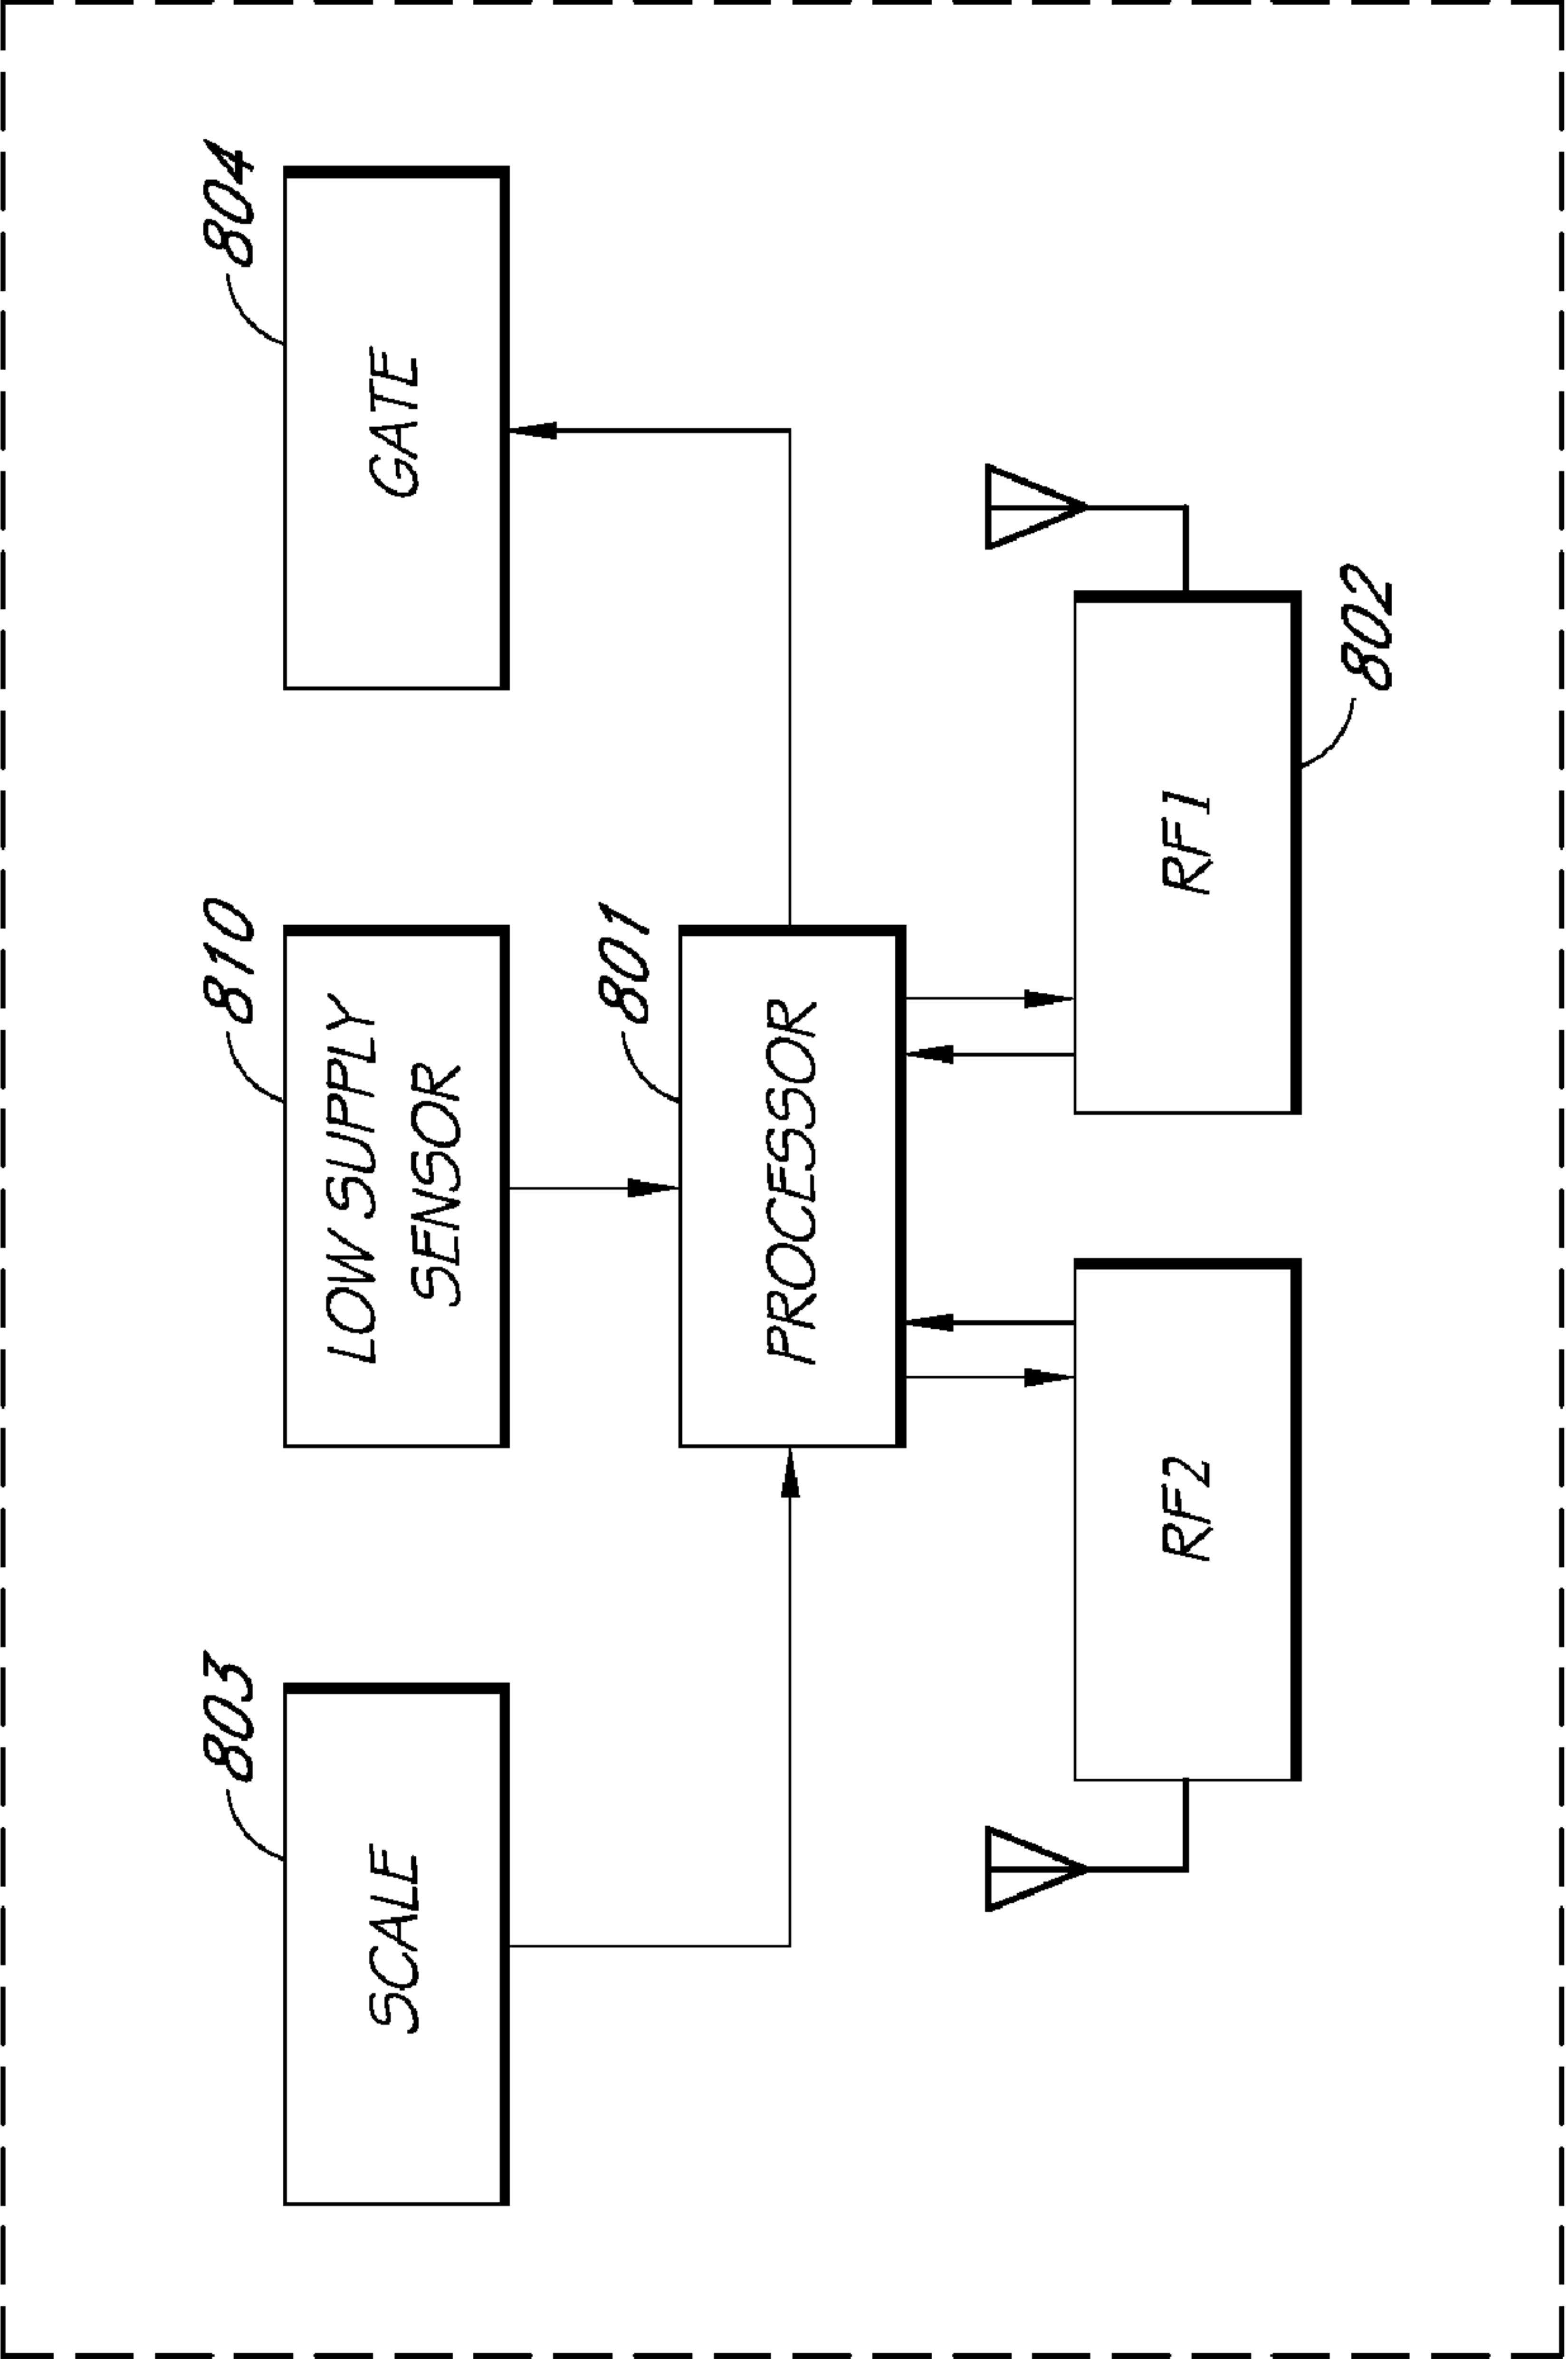 803
810
804
SCALE
LOW SUPPLY
SENSOR
GATE
801
PROCESSOR
RF2
RF1
802